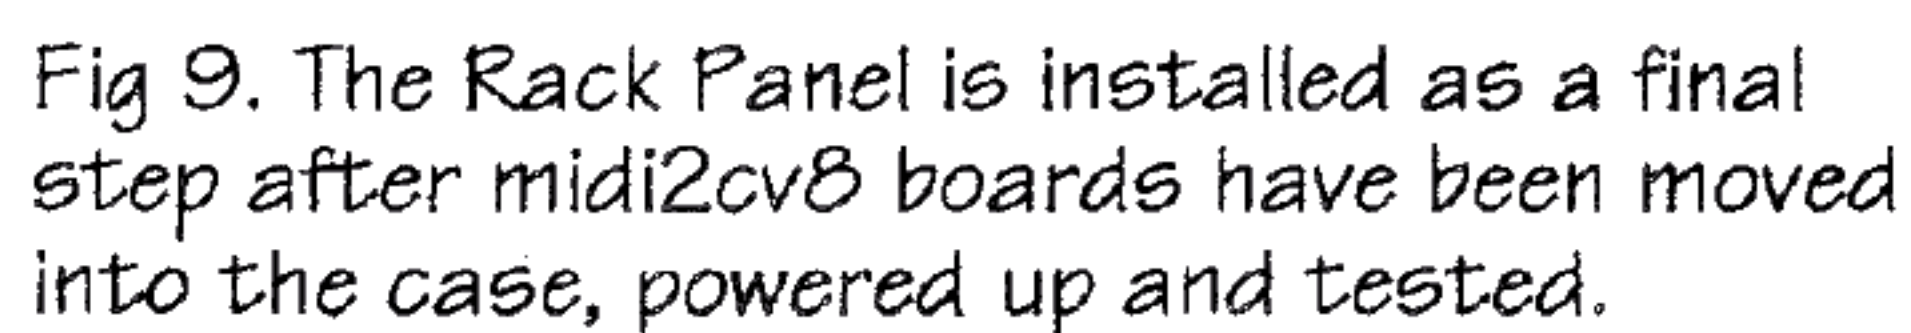 Fig 9. The Rack Panel is installed as a final
step after midi2cv8 boards have been moved
into the case, powered up and tested.